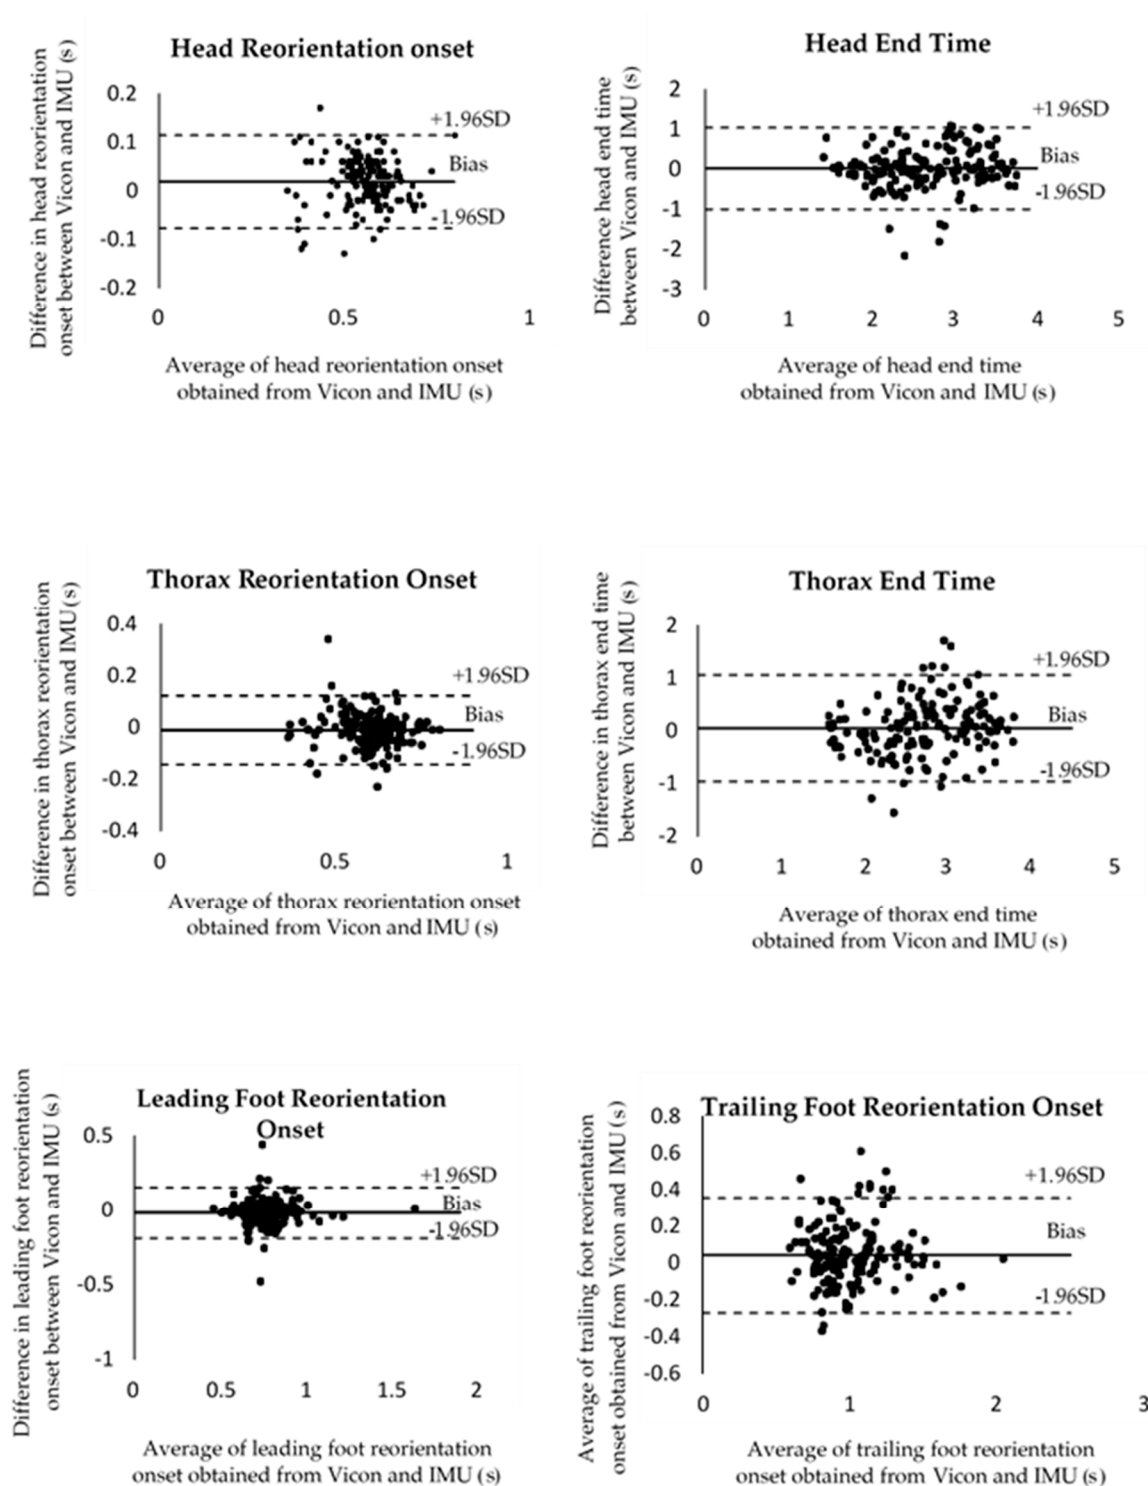 Head Reorientation onset
Difference in head reorientation
onset between Vicon and IMU (s)
0.2
0.1
0
-0.1
-0.2
+1.96SD
Bias
-1.96SD
0
0.5
1
Average of head reorientation onset
obtained from Vicon and IMU (s)
Head End Time
Difference head end time
between Vicon and IMU (s)
2
1
0
-1
-2
-3
+1.96SD
Bias
-1.96SD
0
1
2
3
4
5
Average of head end time
obtained from Vicon and IMU (s)
Thorax Reorientation Onset
Difference in thorax reorientation
onset between Vicon and IMU(s)
0.4
0.2
0
-0.2
-0.4
+1.96SD
Bias
-1.96SD
0
0.5
1
Average of thorax reorientation onset
obtained from Vicon and IMU (s)
Thorax End Time
Difference in thorax end time
between Vicon and IMU (s)
2
1
0
-1
-2
+1.96SD
Bias
-1.96SD
0
1
2
3
4
5
Average of thorax end time
obtained from Vicon and IMU (s)
Leading Foot Reorientation
Onset
Difference in leading foot reorientation
onset between Vicon and IMU (s)
0.5
0
-0.5
-1
+1.96SD
Bias
-1.96SD
0
0.5
1
1.5
2
Average of leading foot reorientation
onset obtained from Vicon and IMU (s)
Trailing Foot Reorientation Onset
Average of trailing foot reorientation
onset obtained from Vicon and IMU (s)
0.8
0.6
0.4
0.2
0
-0.2
-0.4
-0.6
+1.96SD
Bias
-1.96SD
0
1
2
3
Average of trailing foot reorientation
onset obtained from Vicon and IMU (s)